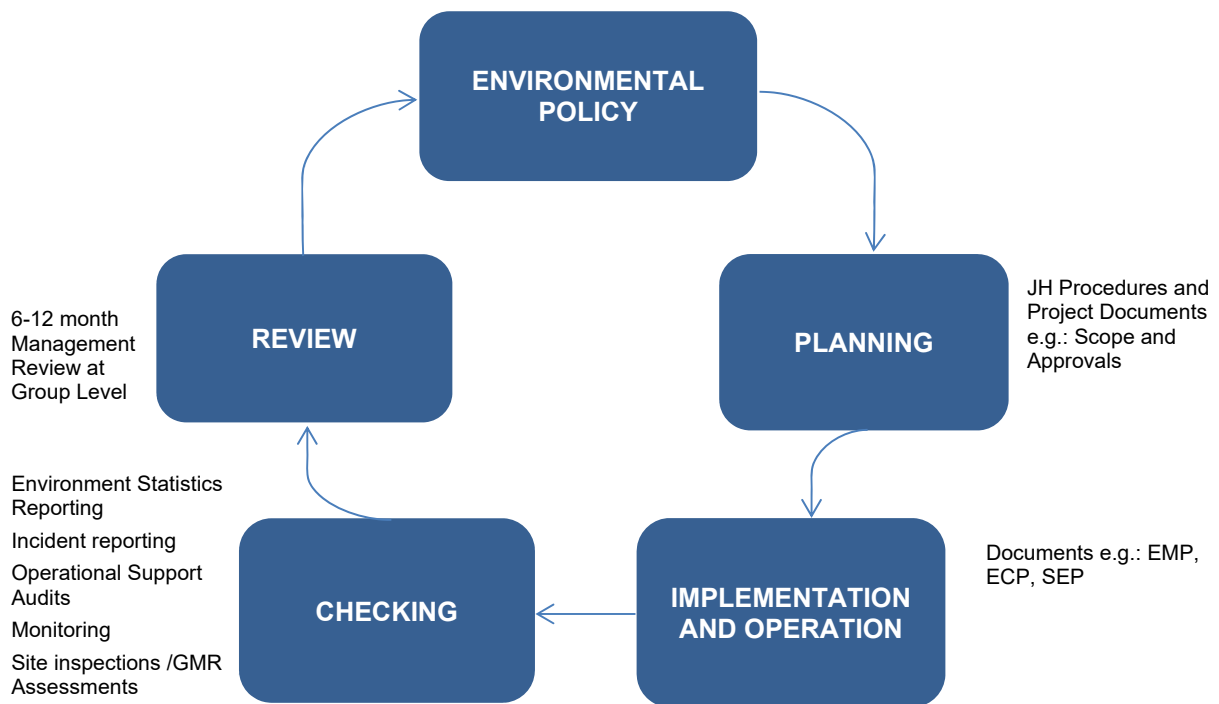 ENVIRONMENTAL
POLICY
JH Procedures and
Project Documents
e.g.: Scope and
Approvals
PLANNING
REVIEW
6-12 month
Management
Review at
Group Level
Documents e.g.: EMP,
ECP, SEP
IMPLEMENTATION
AND OPERATION
CHECKING
Environment Statistics
Reporting
Incident reporting
Operational Support
Audits
Monitoring
Site inspections /GMR
Assessments